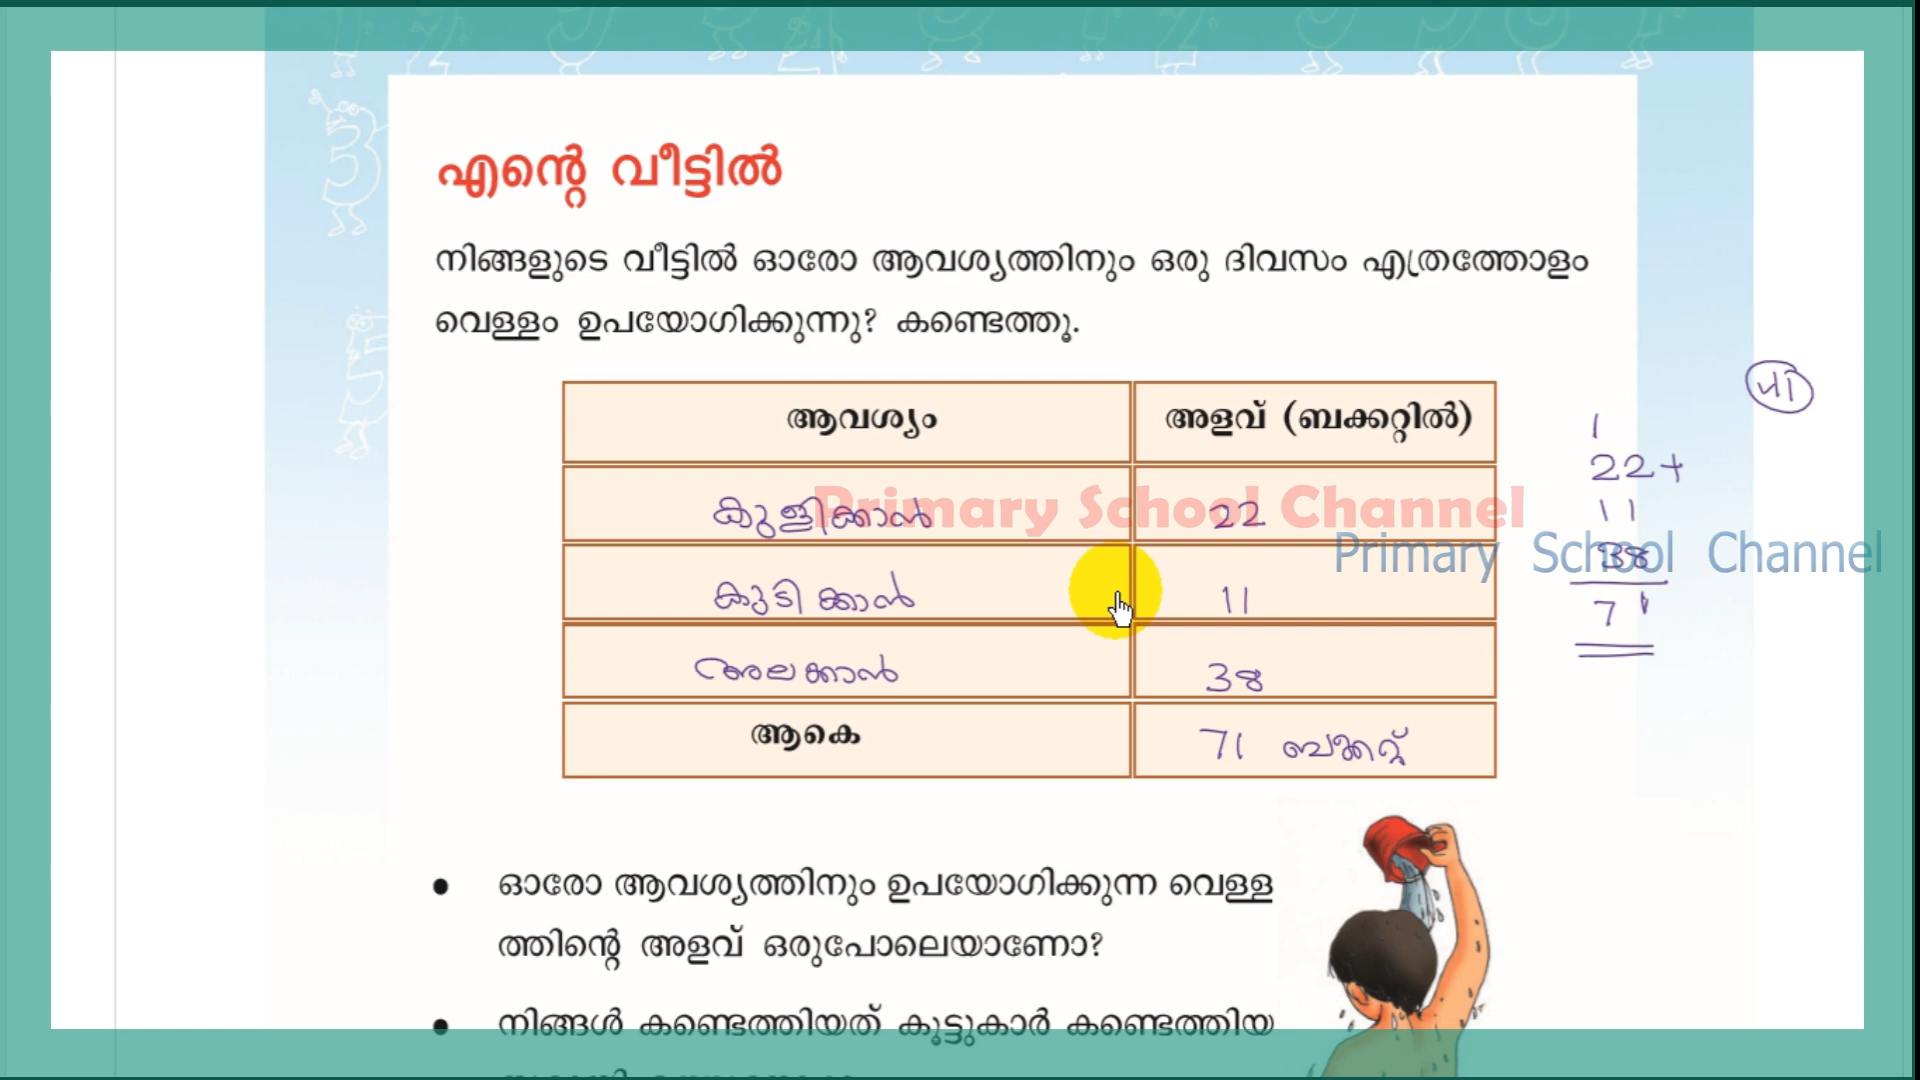 എന്റെ വീട്ടിൽ
നിങ്ങളുടെ വീട്ടിൽ ഓരോ ആവശ്യത്തിനും ഒരു ദിവസം എത്രത്തോളം
വെള്ളം ഉപയോഗിക്കുന്നു? കണ്ടെത്തൂ.
ആവശ്യം അളവ് (ബക്കറ്റിൽ)
കുളിക്കാൻ 22
Primary School Channel
Primary School Channel
കുടിക്കാൻ 11
അലക്കാൻ 38
ആകെ 71 ബക്കറ്റ്
1
22+
11
38
71
ഓരോ ആവശ്യത്തിനും ഉപയോഗിക്കുന്ന വെള്ള
ത്തിന്റെ അളവ് ഒരുപോലെയാണോ?
നിങ്ങൾ കണ്ടെത്തിയത് കൂട്ടുകാർ കണ്ടെത്തിയ